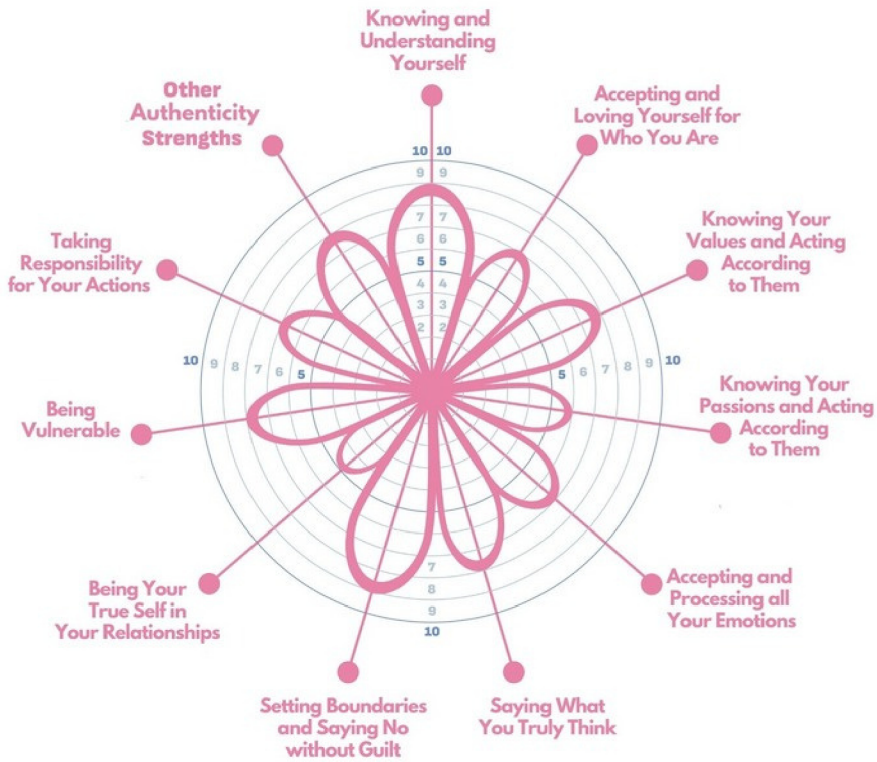 Knowing and
Understanding
Yourself
Other
Authenticity
Strengths
Accepting and
Loving Yourself for
Who You Are
10 10
9 9
7 7
6 6
5 5
4 4
3 3
2 2
Knowing Your
Values and Acting
According
to Them
Taking
Responsibility
for Your Actions
10 9 8 7 6 5
5 6 7 8 9 10
Knowing Your
Passions and Acting
According
to Them
Being
Vulnerable
7
8
9
10
Accepting and
Processing all
Your Emotions
Being Your
True Self in
Your Relationships
Setting Boundaries
and Saying No
without Guilt
Saying What
You Truly Think